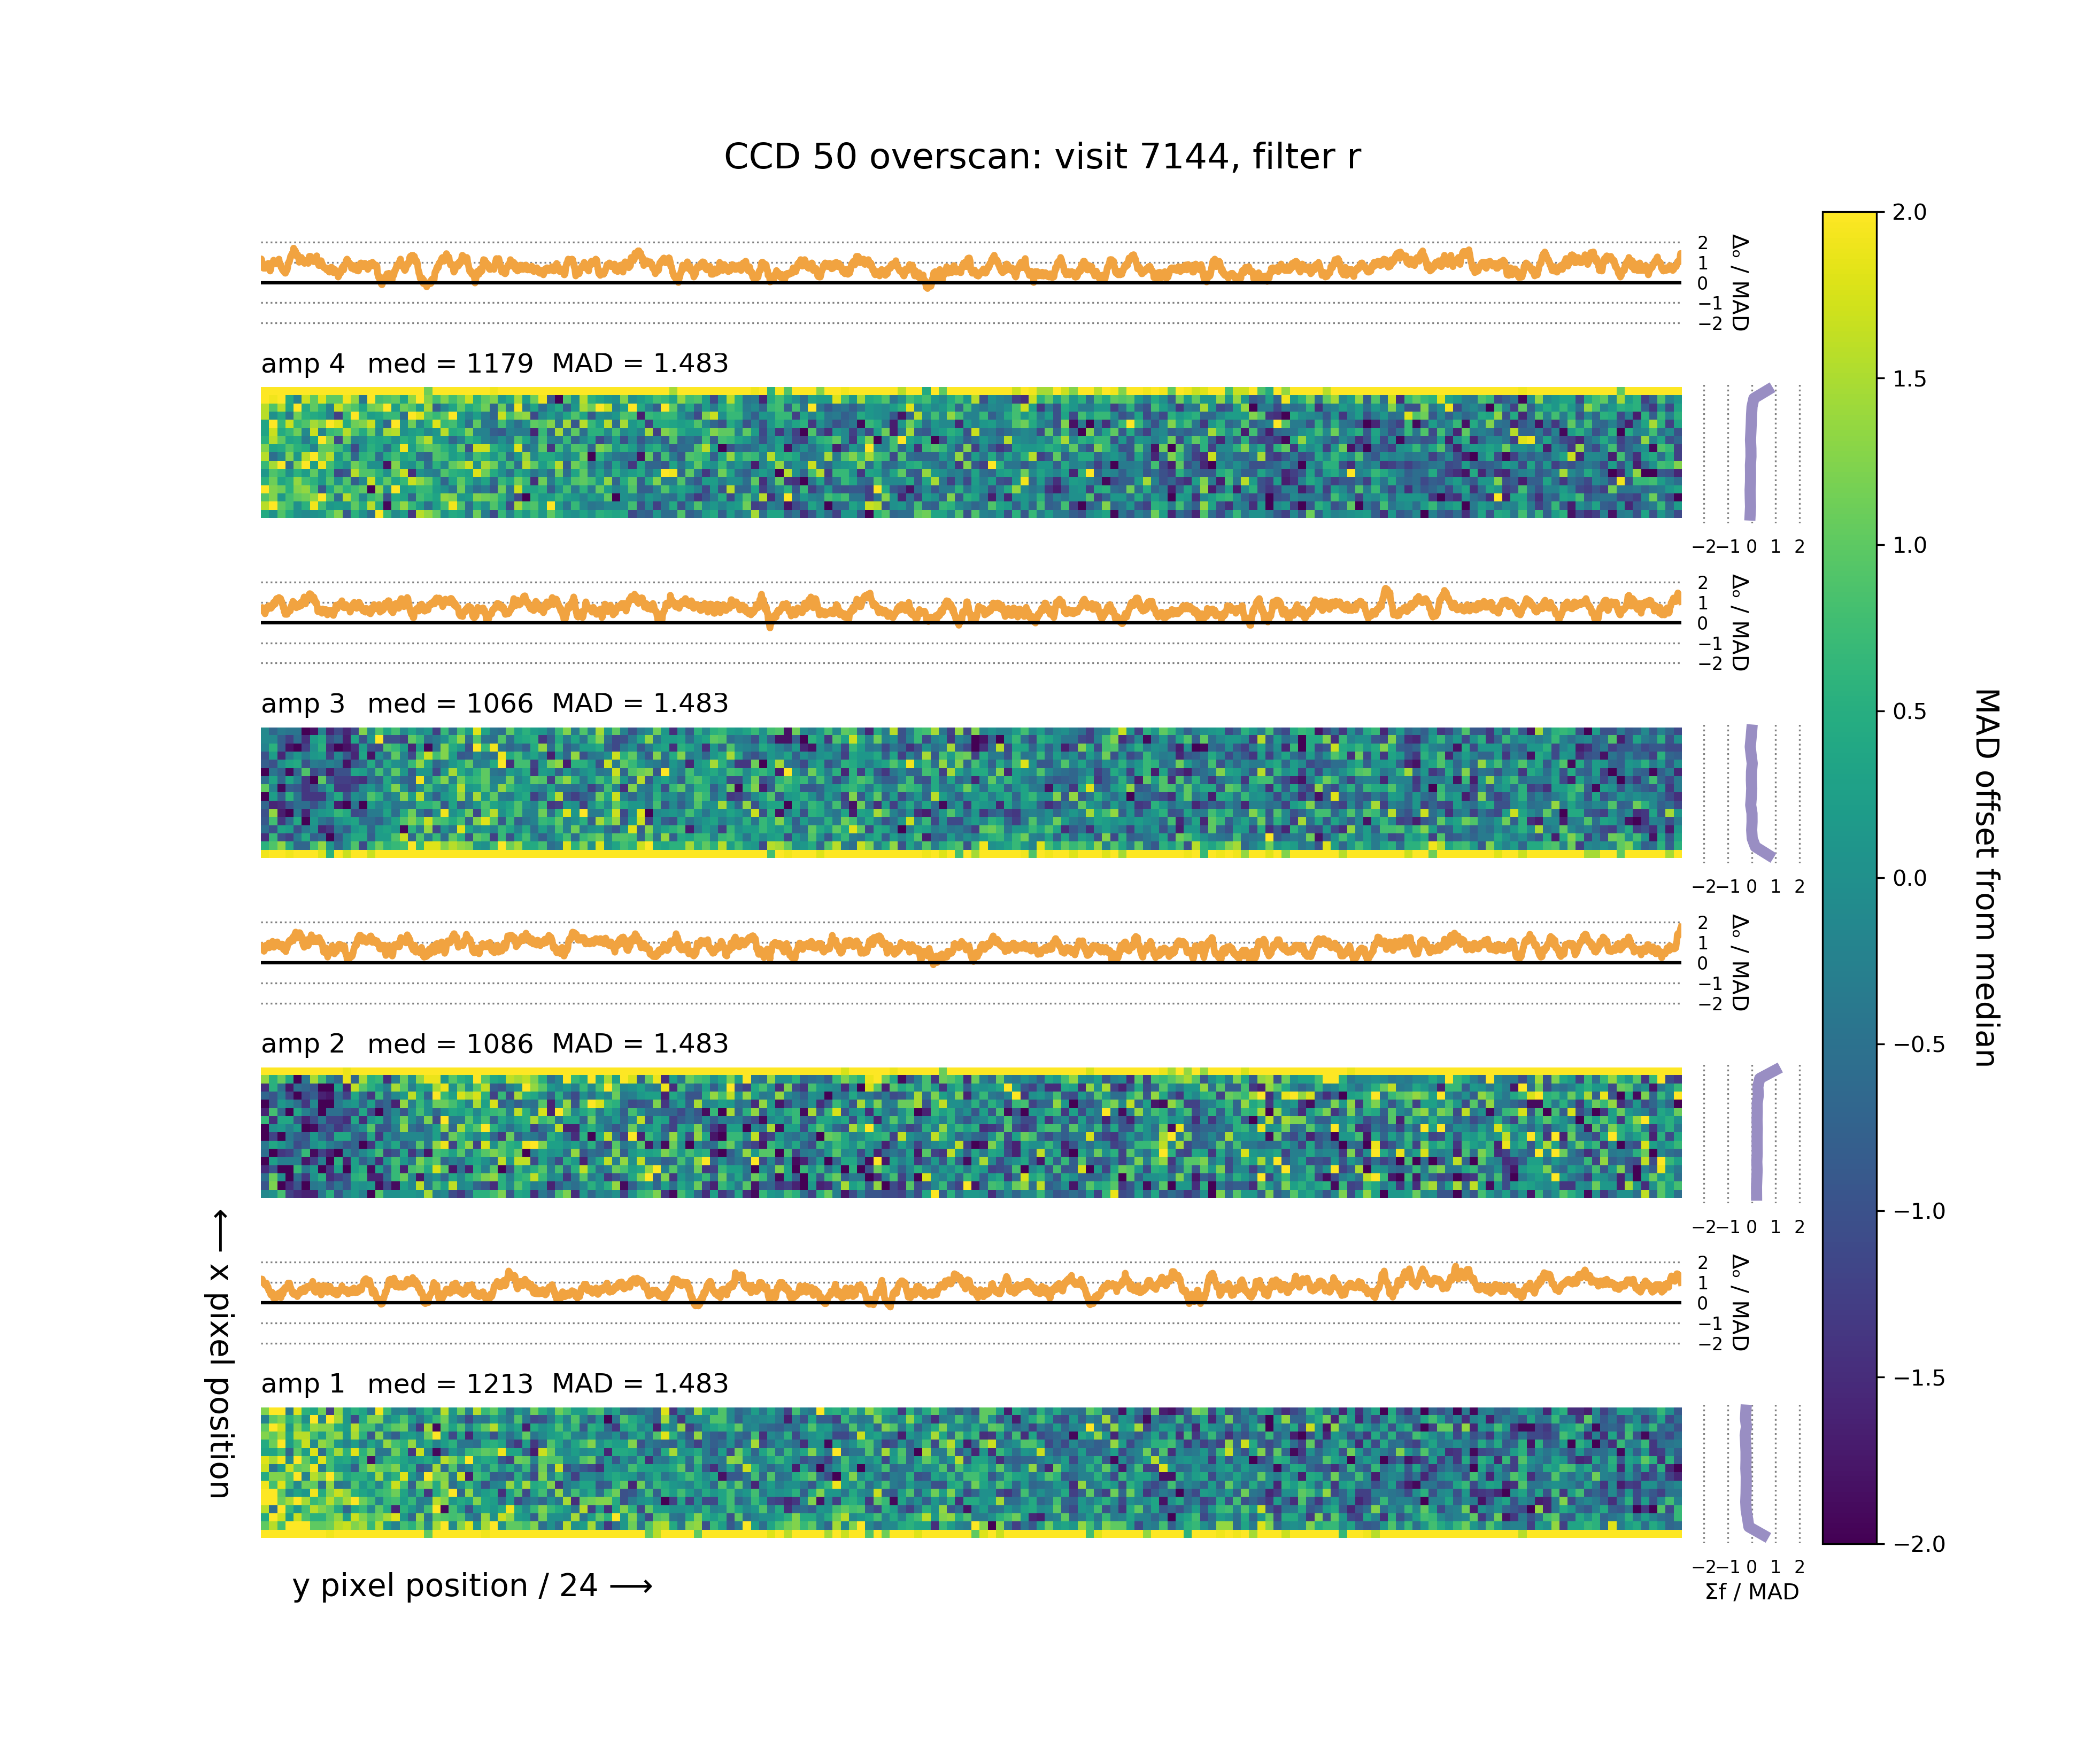 CCD 50 overscan: visit 7144, filter r
2
1
0
−1
−2
Δₒ / MAD
amp 4 med = 1179 MAD = 1.483
−2 −1 0 1 2
2
1
0
−1
−2
Δₒ / MAD
amp 3 med = 1066 MAD = 1.483
−2 −1 0 1 2
2
1
0
−1
−2
Δₒ / MAD
amp 2 med = 1086 MAD = 1.483
−2 −1 0 1 2
2
1
0
−1
−2
Δₒ / MAD
amp 1 med = 1213 MAD = 1.483
−2 −1 0 1 2
Σf / MAD
x pixel position ⟶
y pixel position / 24 ⟶
2.0
1.5
1.0
0.5
0.0
−0.5
−1.0
−1.5
−2.0
MAD offset from median